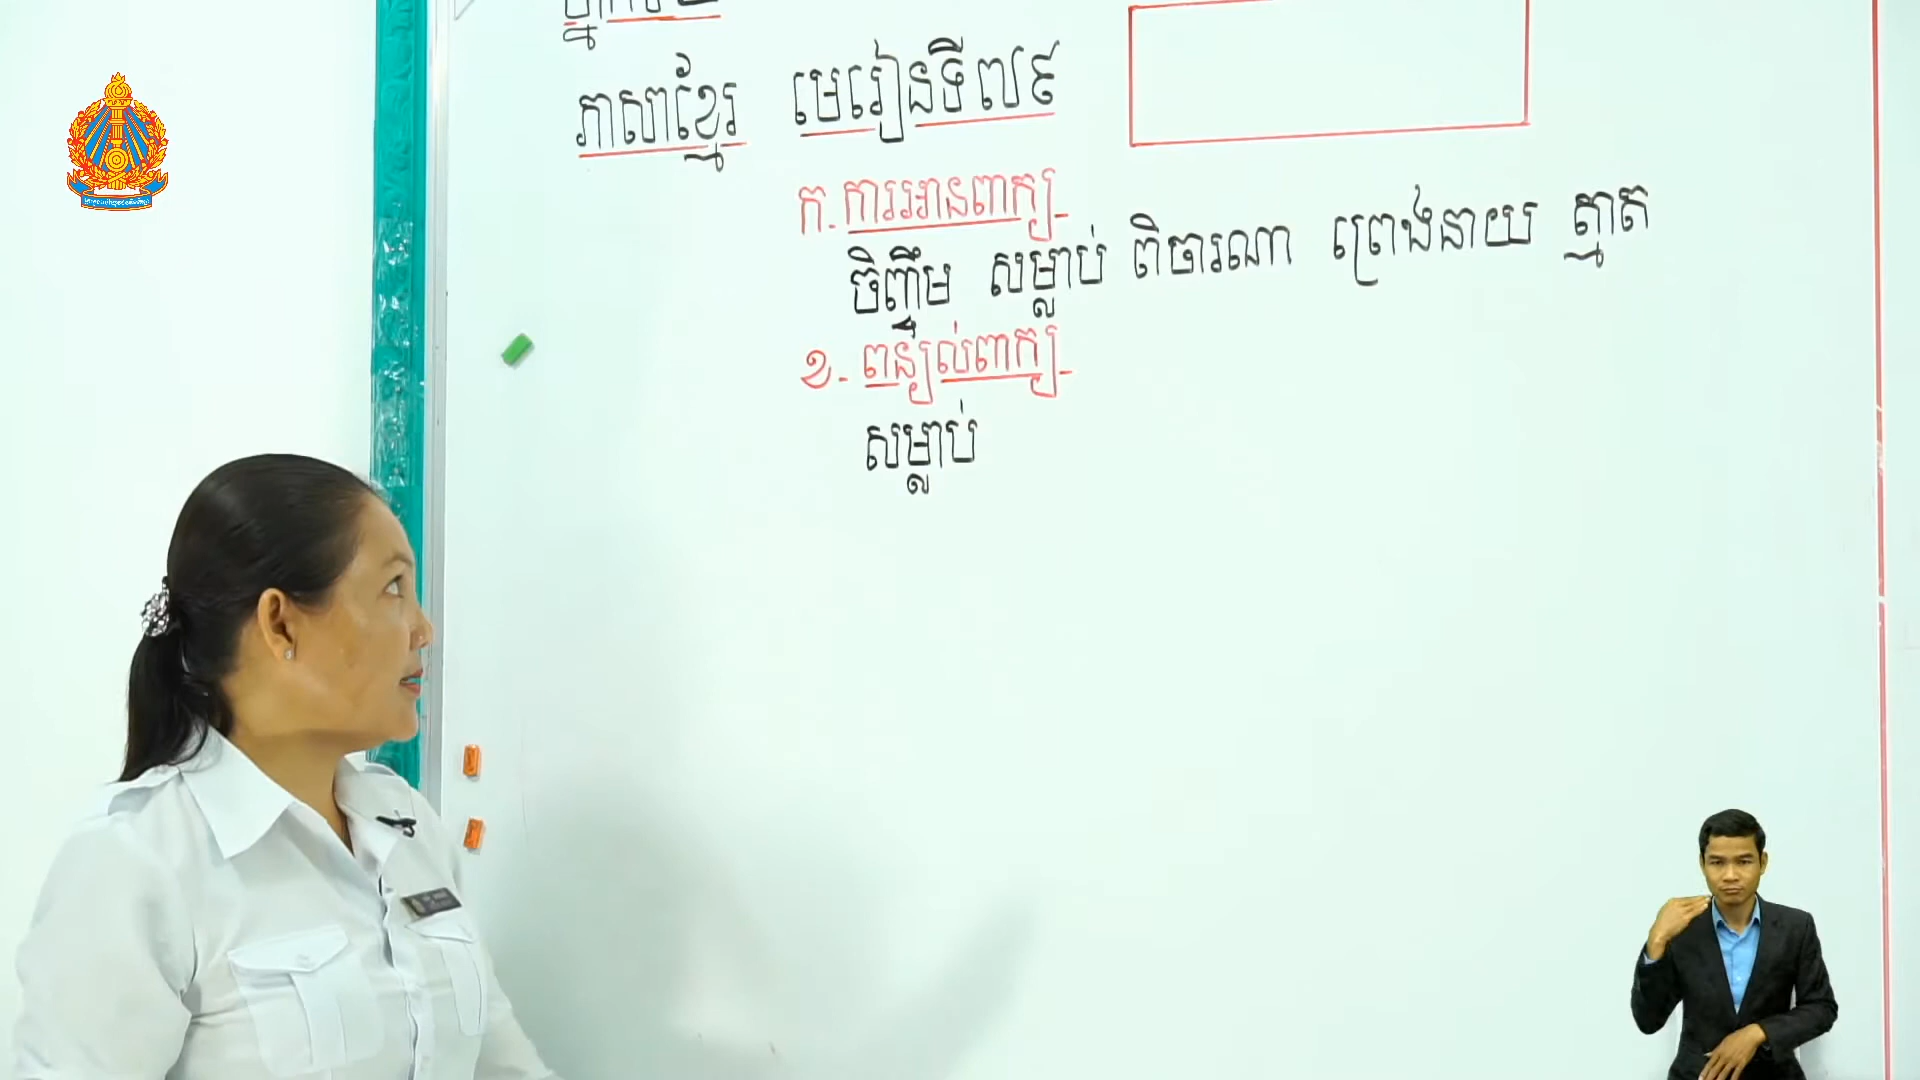 ភាសាខ្មែរ មេរៀនទី៧៩
ក. ការអានពាក្យ
ចិញ្ចឹម សម្លាប់ ពិចារណា ព្រេងនាយ ត្មាត
ខ. ពន្យល់ពាក្យ
សម្លាប់